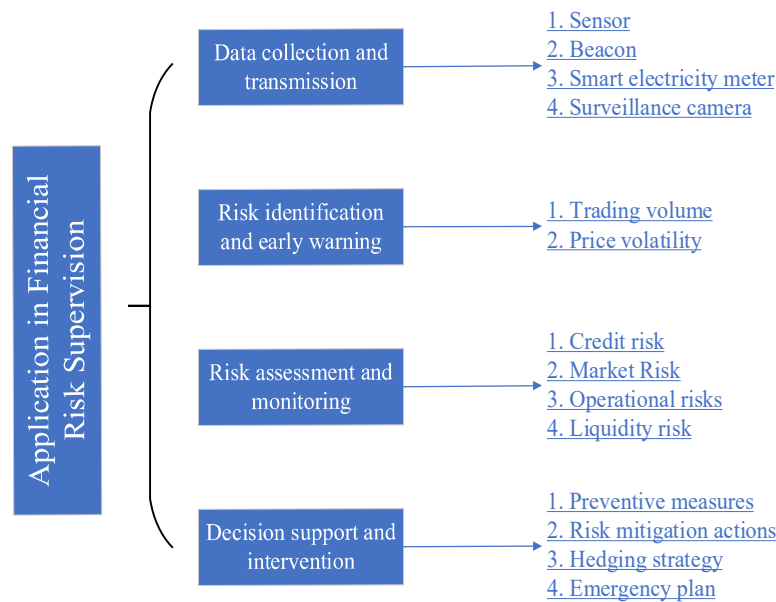 Application in Financial
Risk Supervision
Data collection and
transmission
1. Sensor
2. Beacon
3. Smart electricity meter
4. Surveillance camera
Risk identification
and early warning
1. Trading volume
2. Price volatility
Risk assessment and
monitoring
1. Credit risk
2. Market Risk
3. Operational risks
4. Liquidity risk
Decision support and
intervention
1. Preventive measures
2. Risk mitigation actions
3. Hedging strategy
4. Emergency plan